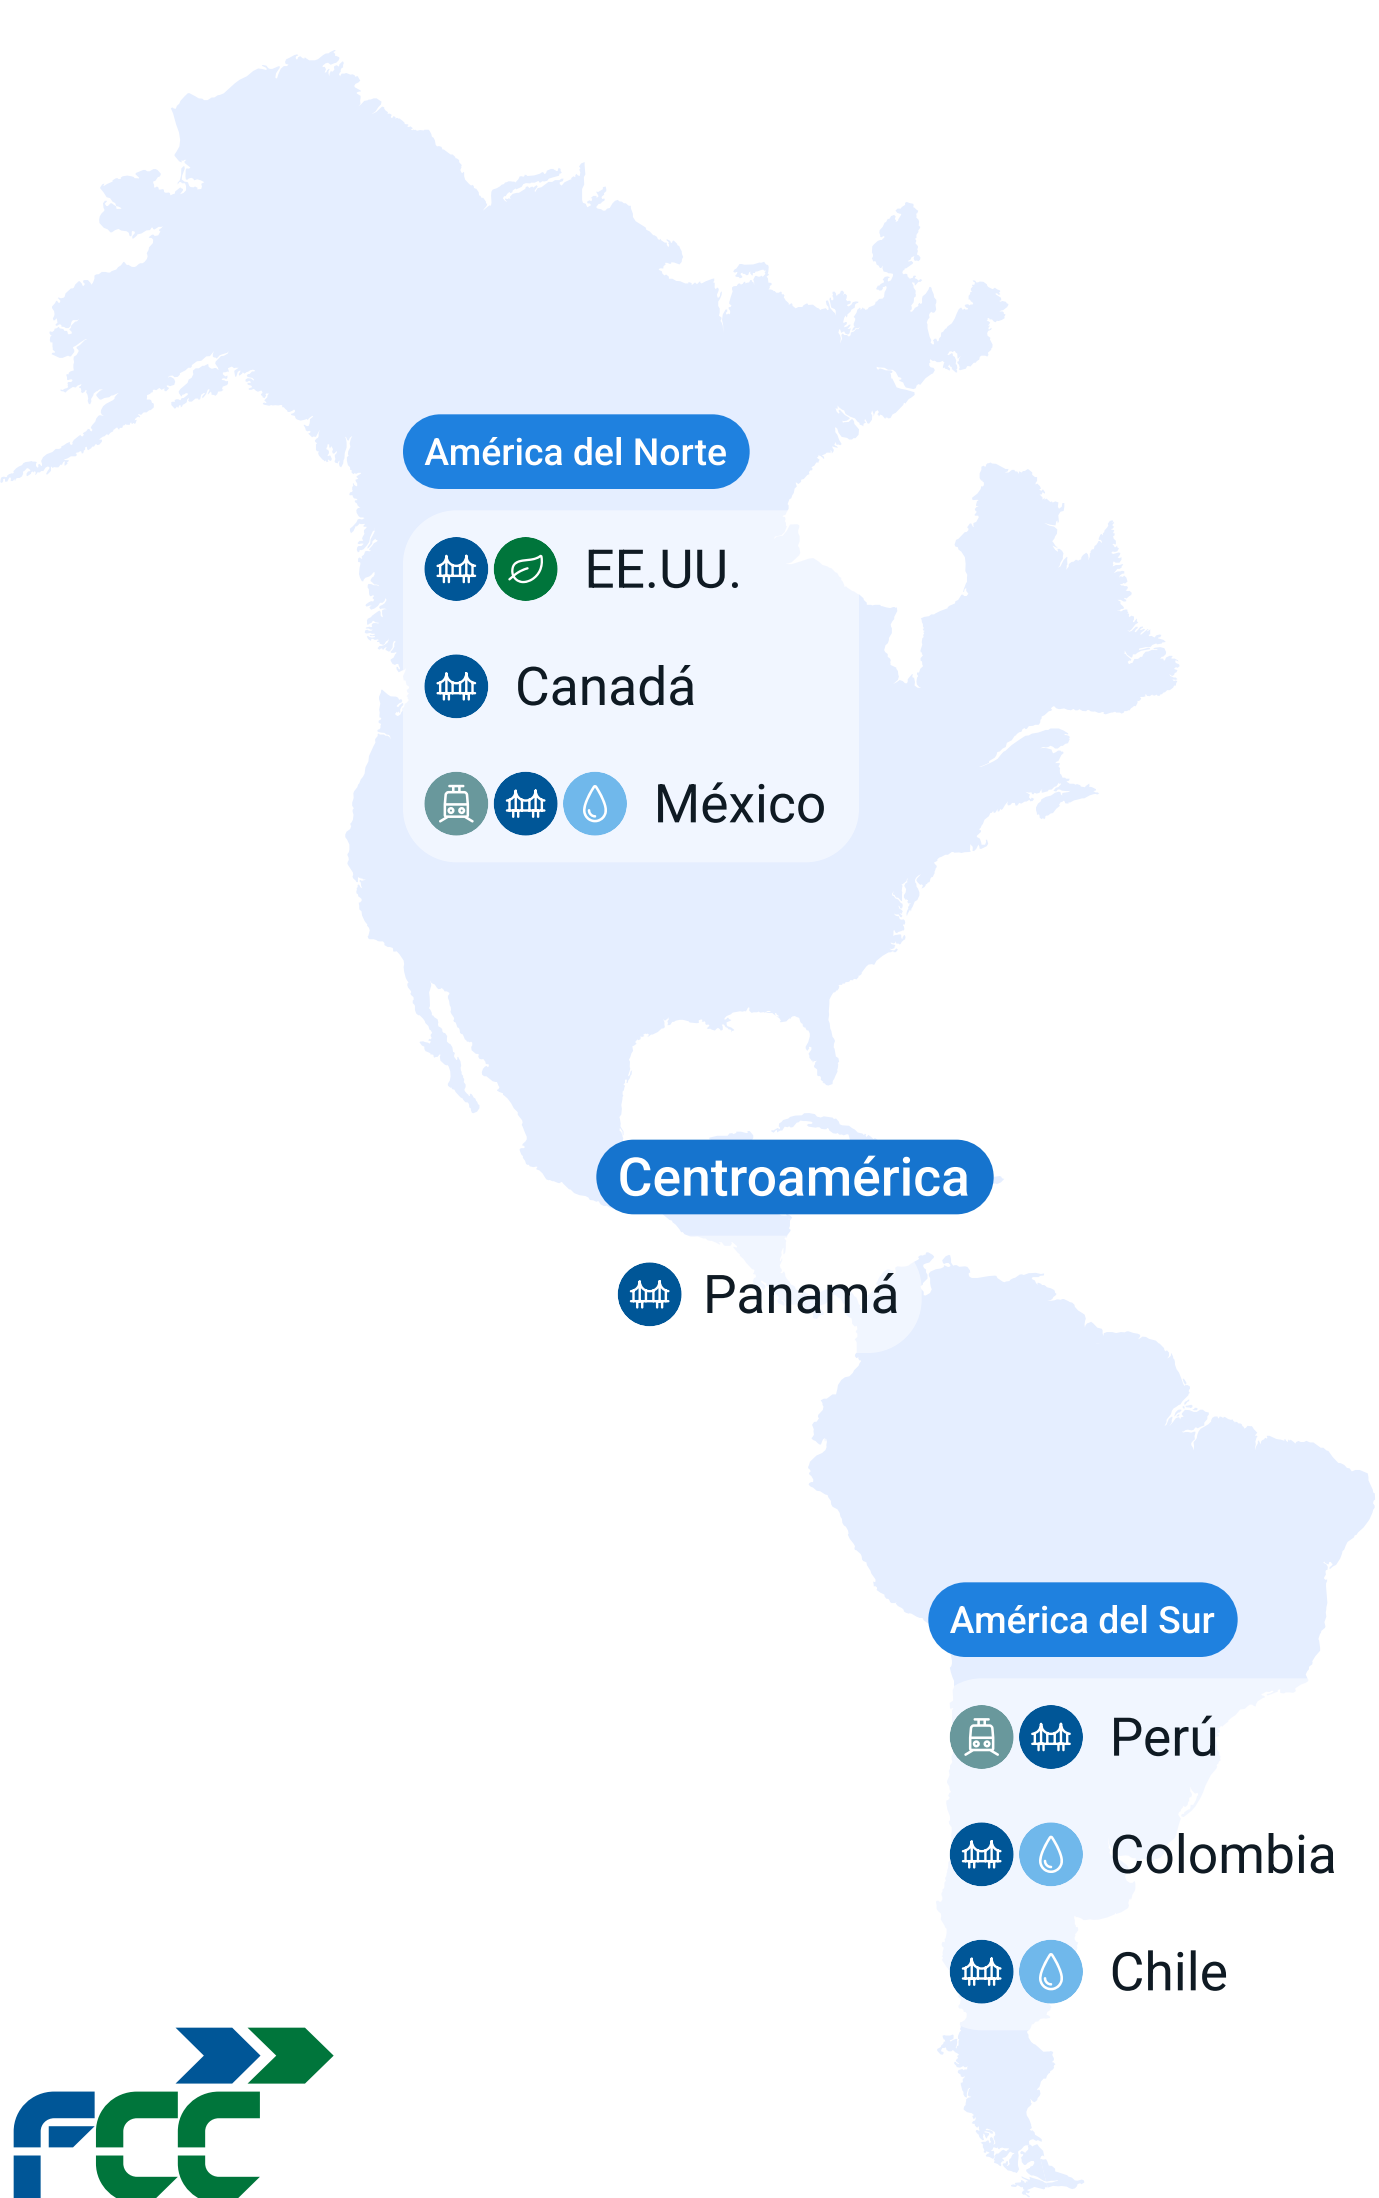 América del Norte
EE.UU.
Canadá
México
Centroamérica
Panamá
América del Sur
Perú
Colombia
Chile
FCC